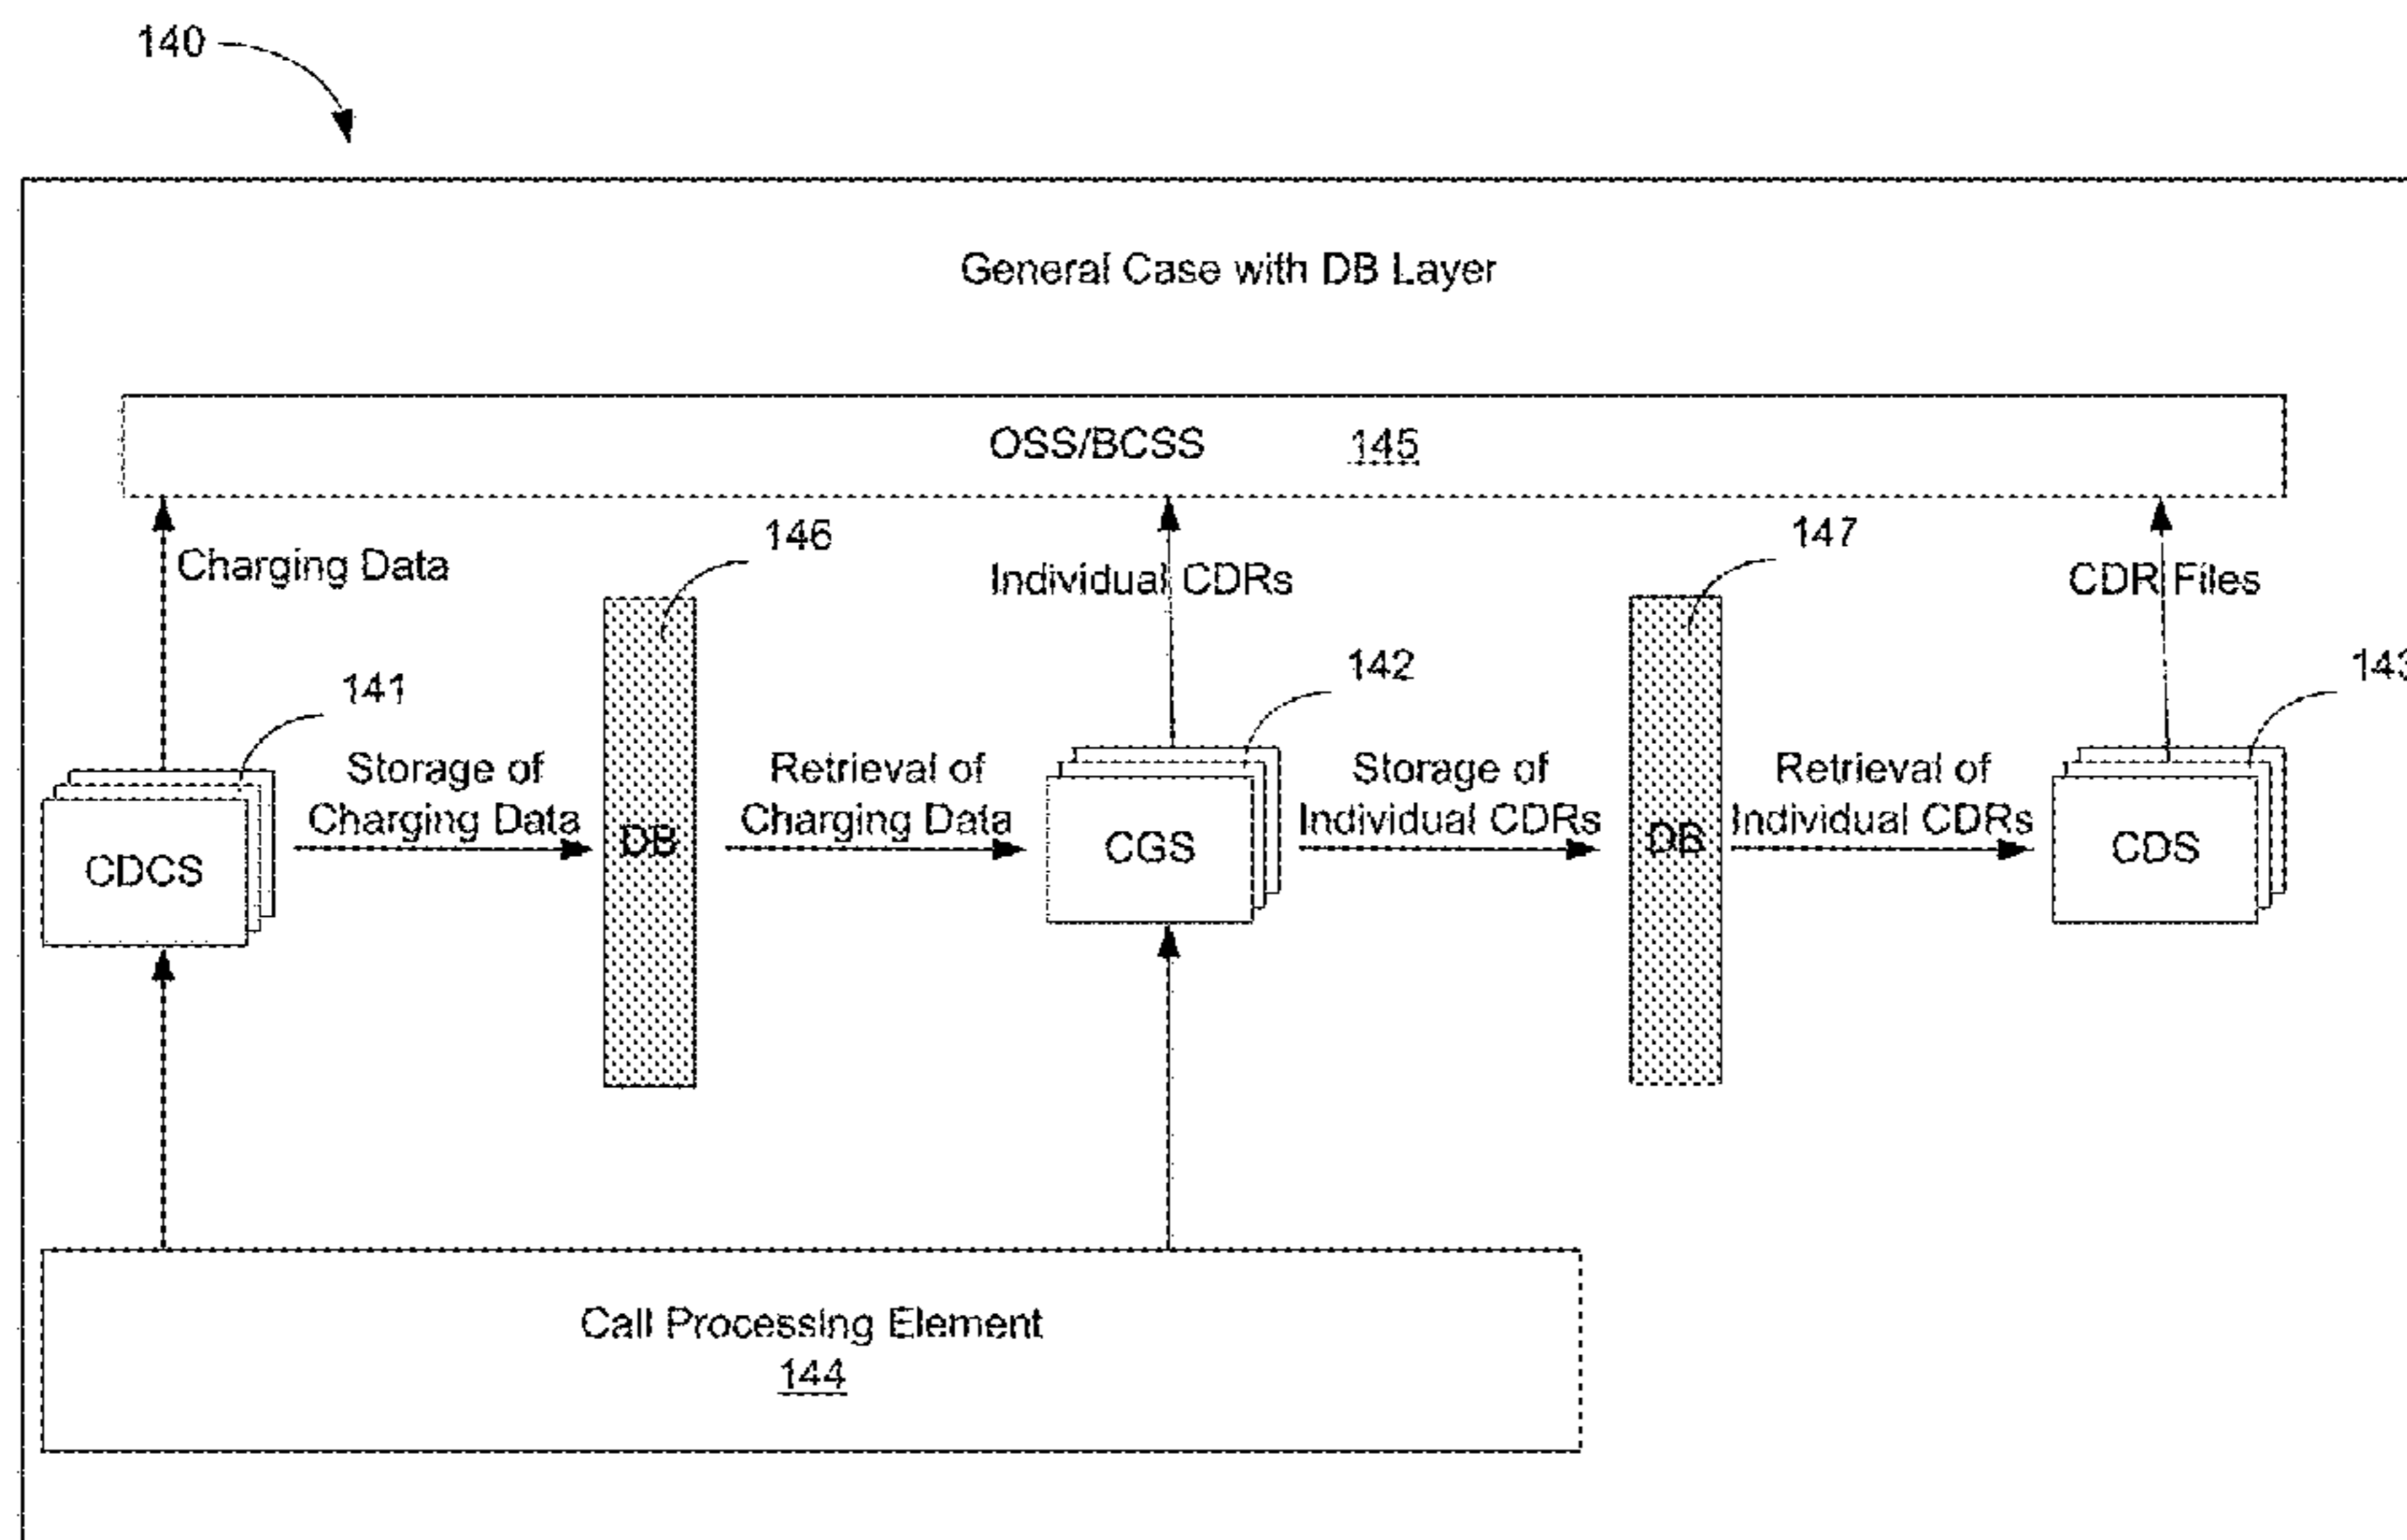 140
General Case with DB Layer
OSS/BCSS 145
Charging Data
146
Individual CDRs
147
CDR Files
141
142
143
Storage of
Charging Data
Retrieval of
Charging Data
Storage of
Individual CDRs
Retrieval of
Individual CDRs
CDCS
DB
CGS
DB
CDS
Call Processing Element
144